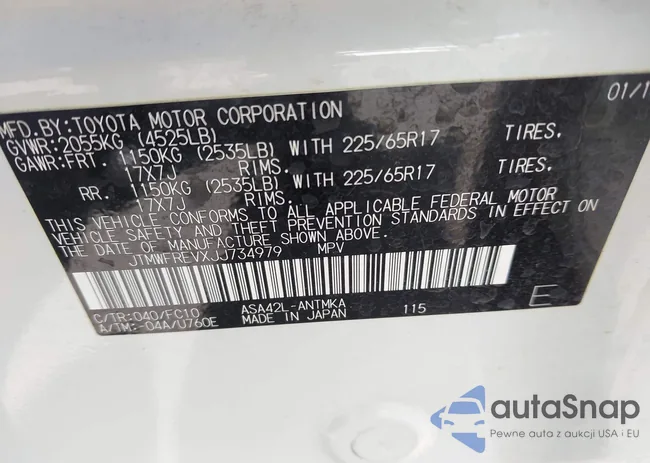 MFD.BY:TOYOTA MOTOR CORPORATION 01/1
GVWR:2055KG (4525LB)
GAWR:FRT. 1150KG (2535LB) WITH 225/65R17 TIRES.
17X7J RIMS.
RR. 1150KG (2535LB) WITH 225/65R17 TIRES.
17X7J RIMS.
THIS VEHICLE CONFORMS TO ALL APPLICABLE FEDERAL MOTOR
VEHICLE SAFETY AND THEFT PREVENTION STANDARDS IN EFFECT ON
THE DATE OF MANUFACTURE SHOWN ABOVE.
JTMWFREVXJJ734979 MPV
C/TR:040/FC10 ASA42L-ANTMKA 115 E
A/TM:-04A/U760E MADE IN JAPAN
autaSnap
Pewne auta z aukcji USA i EU